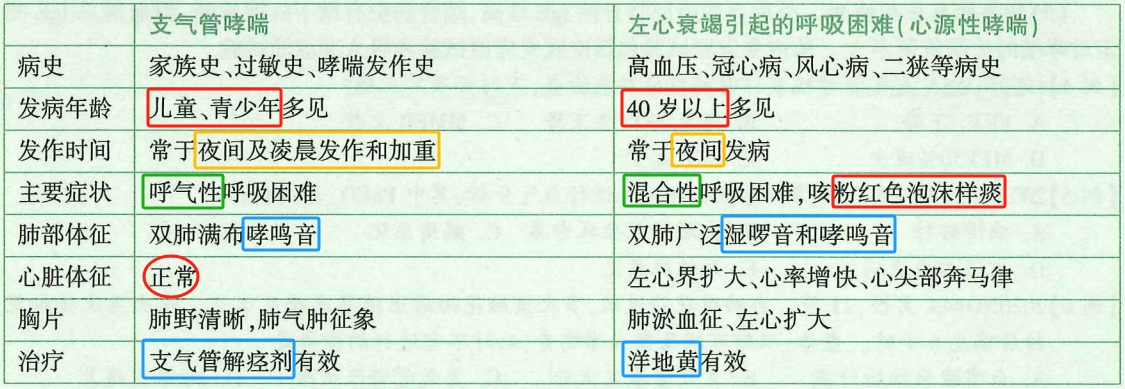 支气管哮喘 左心衰竭引起的呼吸困难(心源性哮喘)
病史 家族史、过敏史、哮喘发作史 高血压、冠心病、风心病、二狭等病史
发病年龄 儿童、青少年多见 40 岁以上多见
发作时间 常于夜间及凌晨发作和加重 常于夜间发病
主要症状 呼气性呼吸困难 混合性呼吸困难,咳粉红色泡沫样痰
肺部体征 双肺满布哮鸣音 双肺广泛湿啰音和哮鸣音
心脏体征 正常 左心界扩大、心率增快、心尖部奔马律
胸片 肺野清晰,肺气肿征象 肺淤血征、左心扩大
治疗 支气管解痉剂有效 洋地黄有效